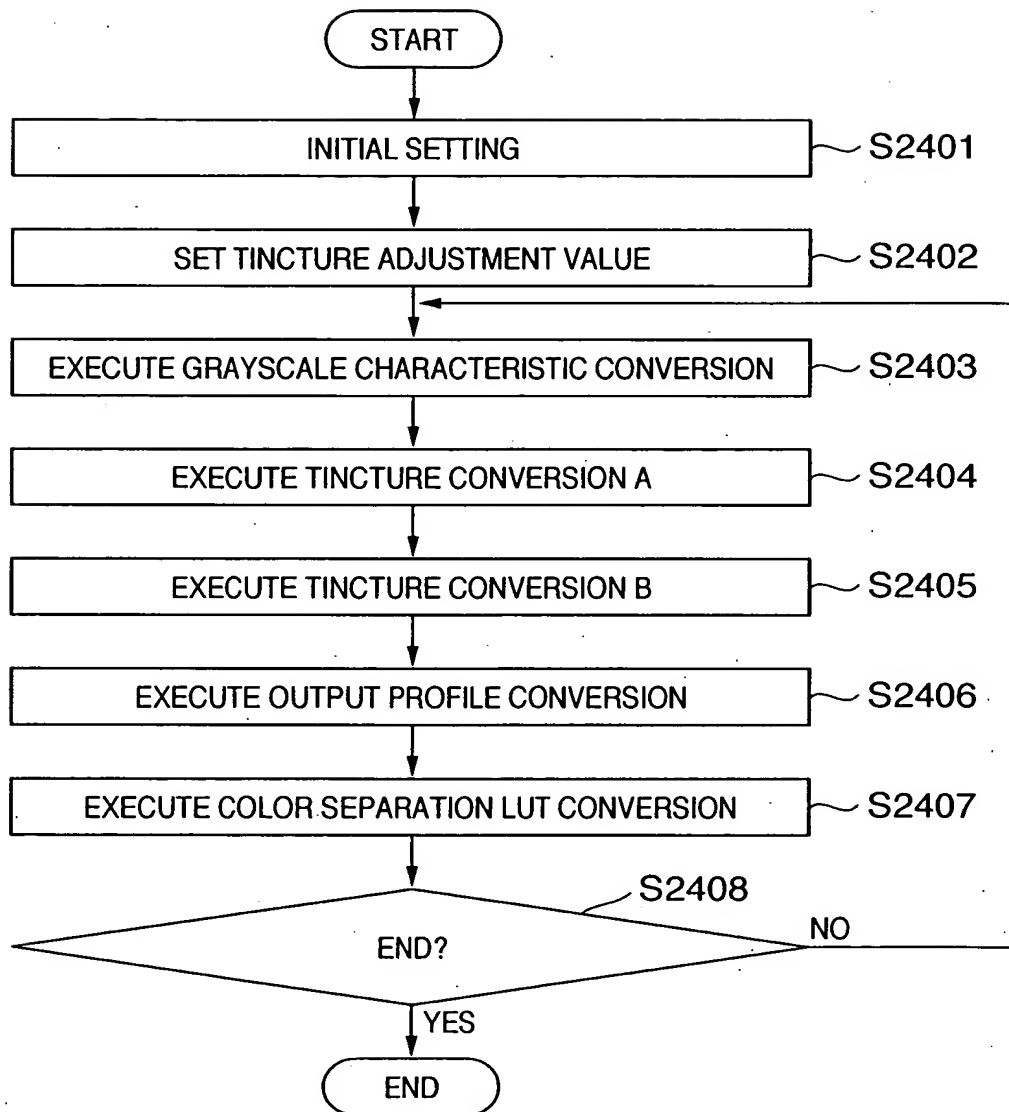 START
INITIAL SETTING
S2401
SET TINCTURE ADJUSTMENT VALUE
S2402
EXECUTE GRAYSCALE CHARACTERISTIC CONVERSION
S2403
EXECUTE TINCTURE CONVERSION A
S2404
EXECUTE TINCTURE CONVERSION B
S2405
EXECUTE OUTPUT PROFILE CONVERSION
S2406
EXECUTE COLOR SEPARATION LUT CONVERSION
S2407
S2408
END?
NO
YES
END